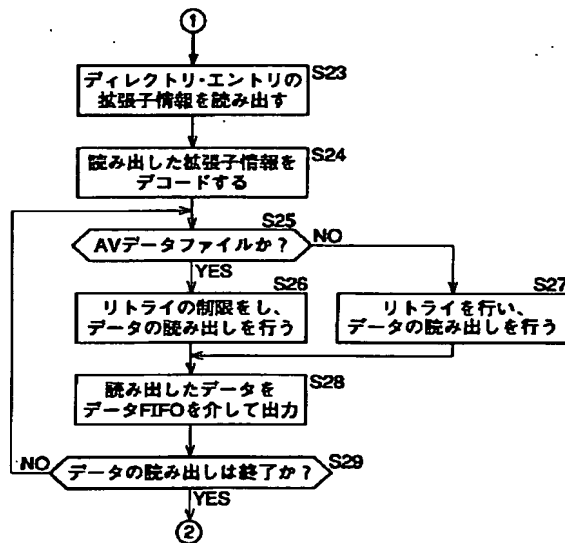 ①
S23
ディレクトリ・エントリの
拡張子情報を読み出す
S24
読み出した拡張子情報を
デコードする
S25
AVデータファイルか?
NO
YES
S26
リトライの制限をし、
データの読み出しを行う
S27
リトライを行い、
データの読み出しを行う
S28
読み出したデータを
データFIFOを介して出力
S29
データの読み出しは終了か?
NO
YES
②